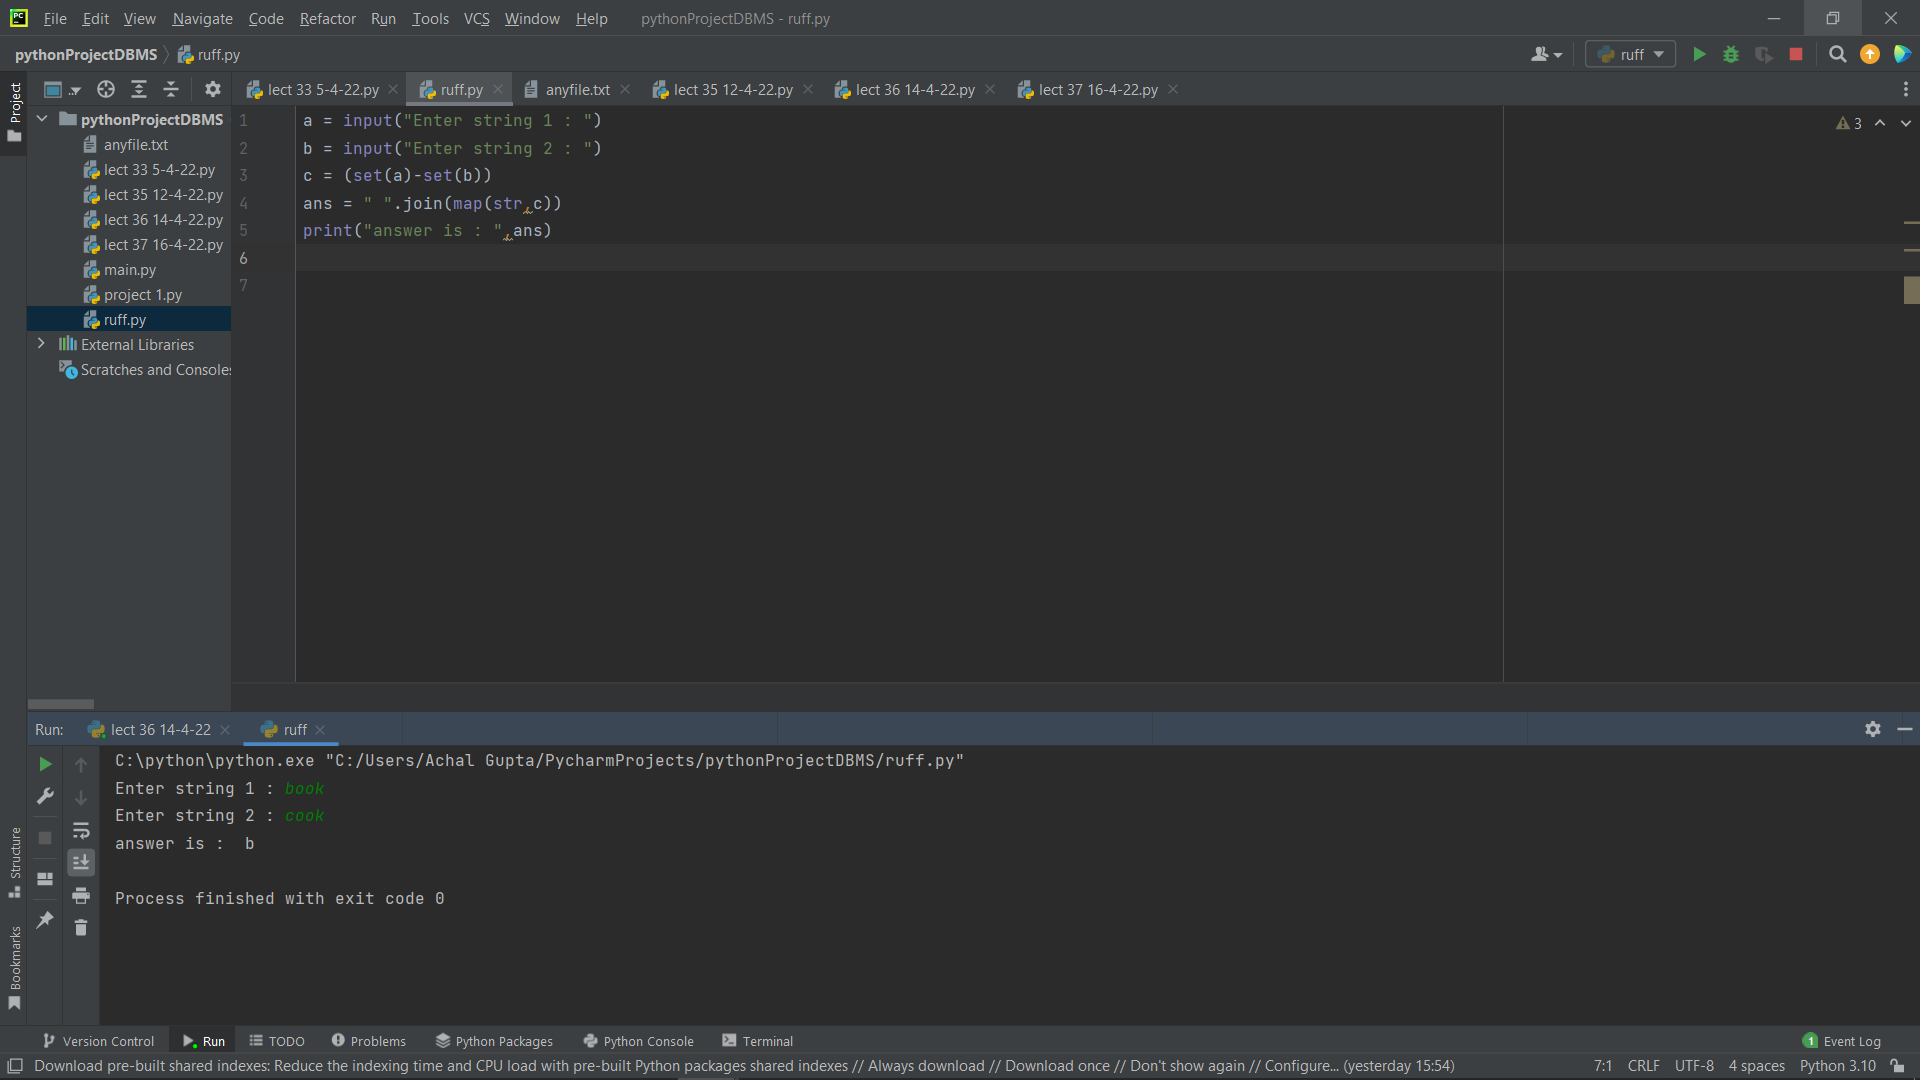 File Edit View Navigate Code Refactor Run Tools VCS Window Help pythonProjectDBMS - ruff.py
pythonProjectDBMS ruff.py ruff
lect 33 5-4-22.py ruff.py anyfile.txt lect 35 12-4-22.py lect 36 14-4-22.py lect 37 16-4-22.py
Project
pythonProjectDBMS
anyfile.txt
lect 33 5-4-22.py
lect 35 12-4-22.py
lect 36 14-4-22.py
lect 37 16-4-22.py
main.py
project 1.py
ruff.py
External Libraries
Scratches and Consoles
1 a = input("Enter string 1 : ")
2 b = input("Enter string 2 : ")
3 c = (set(a)-set(b))
4 ans = " ".join(map(str,c))
5 print("answer is : ",ans)
6
7
3
Run: lect 36 14-4-22 ruff
C:\python\python.exe "C:/Users/Achal Gupta/PycharmProjects/pythonProjectDBMS/ruff.py"
Enter string 1 : book
Enter string 2 : cook
answer is :  b
Process finished with exit code 0
Structure
Bookmarks
Version Control Run TODO Problems Python Packages Python Console Terminal 1 Event Log
Download pre-built shared indexes: Reduce the indexing time and CPU load with pre-built Python packages shared indexes // Always download // Download once // Don't show again // Configure... (yesterday 15:54) 7:1 CRLF UTF-8 4 spaces Python 3.10